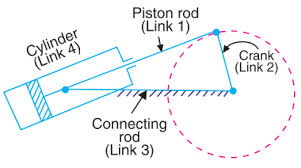 Piston rod
(Link 1)
Cylinder
(Link 4)
Crank
(Link 2)
Connecting
rod
(Link 3)